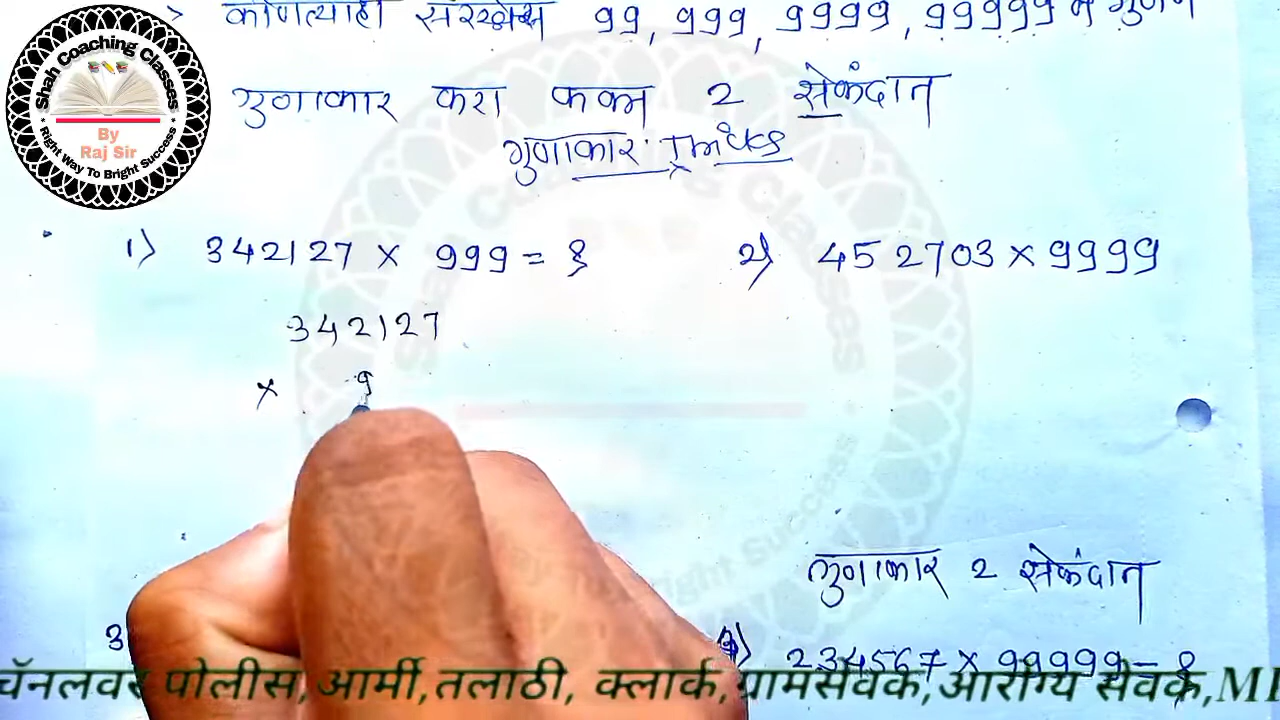 Shah Coaching Classes
By
Raj Sir
Right Way To Bright Success
कोणत्याही संख्येस 99, 999, 9999, 99999 ने गुणने
गुणाकार करा फक्त 2 सेकंदात
गुणाकार Tricks
1) 342127 × 999 = ?
2) 452703 × 9999
342127
× 9
गुणाकार 2 सेकंदात
3
234567 × 99999 = ?
चॅनलवर पोलीस,आर्मी,तलाठी, क्लार्क,ग्रामसेवक,आरोग्य सेवक,MI